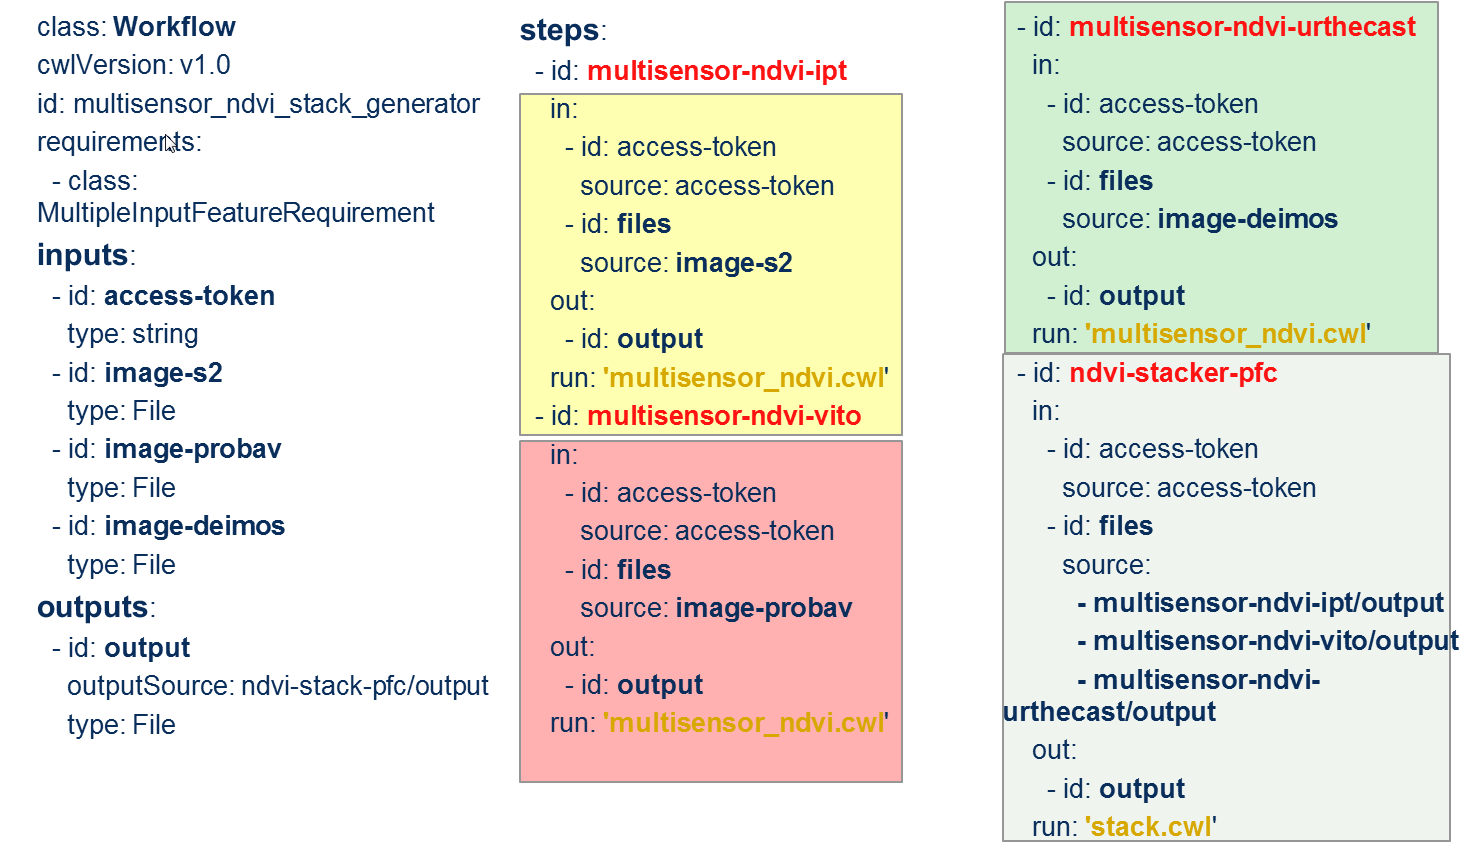 class: Workflow
cwlVersion: v1.0
id: multisensor_ndvi_stack_generator
requirements:
- class:
MultipleInputFeatureRequirement
inputs:
- id: access-token
type: string
- id: image-s2
type: File
- id: image-probav
type: File
- id: image-deimos
type: File
outputs:
- id: output
outputSource: ndvi-stack-pfc/output
type: File
steps:
- id: multisensor-ndvi-ipt
in:
- id: access-token
source: access-token
- id: files
source: image-s2
out:
- id: output
run: 'multisensor_ndvi.cwl'
- id: multisensor-ndvi-vito
in:
- id: access-token
source: access-token
- id: files
source: image-probav
out:
- id: output
run: 'multisensor_ndvi.cwl'
- id: multisensor-ndvi-urthecast
in:
- id: access-token
source: access-token
- id: files
source: image-deimos
out:
- id: output
run: 'multisensor_ndvi.cwl'
- id: ndvi-stacker-pfc
in:
- id: access-token
source: access-token
- id: files
source:
- multisensor-ndvi-ipt/output
- multisensor-ndvi-vito/output
- multisensor-ndvi-
urthecast/output
out:
- id: output
run: 'stack.cwl'